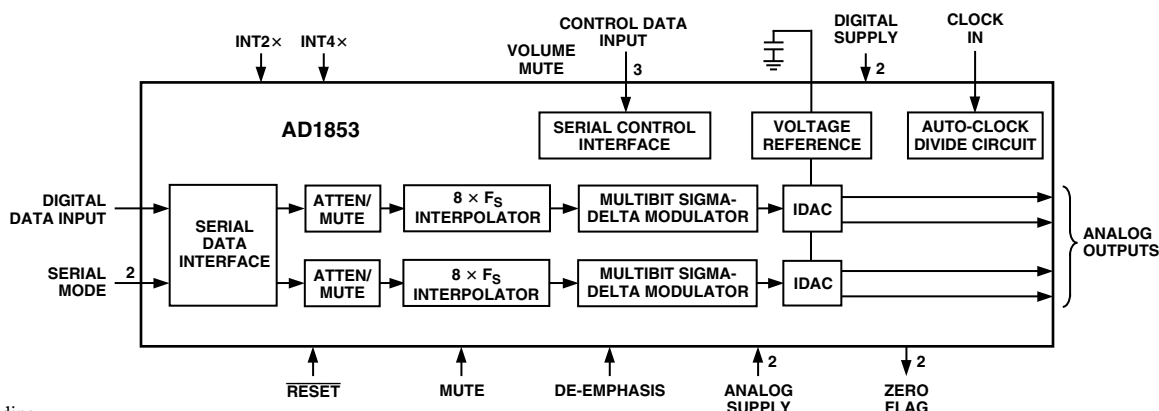 INT2×
INT4×
VOLUME
MUTE
CONTROL DATA
INPUT
3
DIGITAL
SUPPLY
2
CLOCK
IN
AD1853
SERIAL CONTROL
INTERFACE
VOLTAGE
REFERENCE
AUTO-CLOCK
DIVIDE CIRCUIT
DIGITAL
DATA INPUT
SERIAL
MODE
2
SERIAL
DATA
INTERFACE
ATTEN/
MUTE
8 × FS
INTERPOLATOR
MULTIBIT SIGMA-
DELTA MODULATOR
IDAC
ATTEN/
MUTE
8 × FS
INTERPOLATOR
MULTIBIT SIGMA-
DELTA MODULATOR
IDAC
ANALOG
OUTPUTS
RESET
MUTE
DE-EMPHASIS
2
ANALOG
SUPPLY
2
ZERO
FLAG